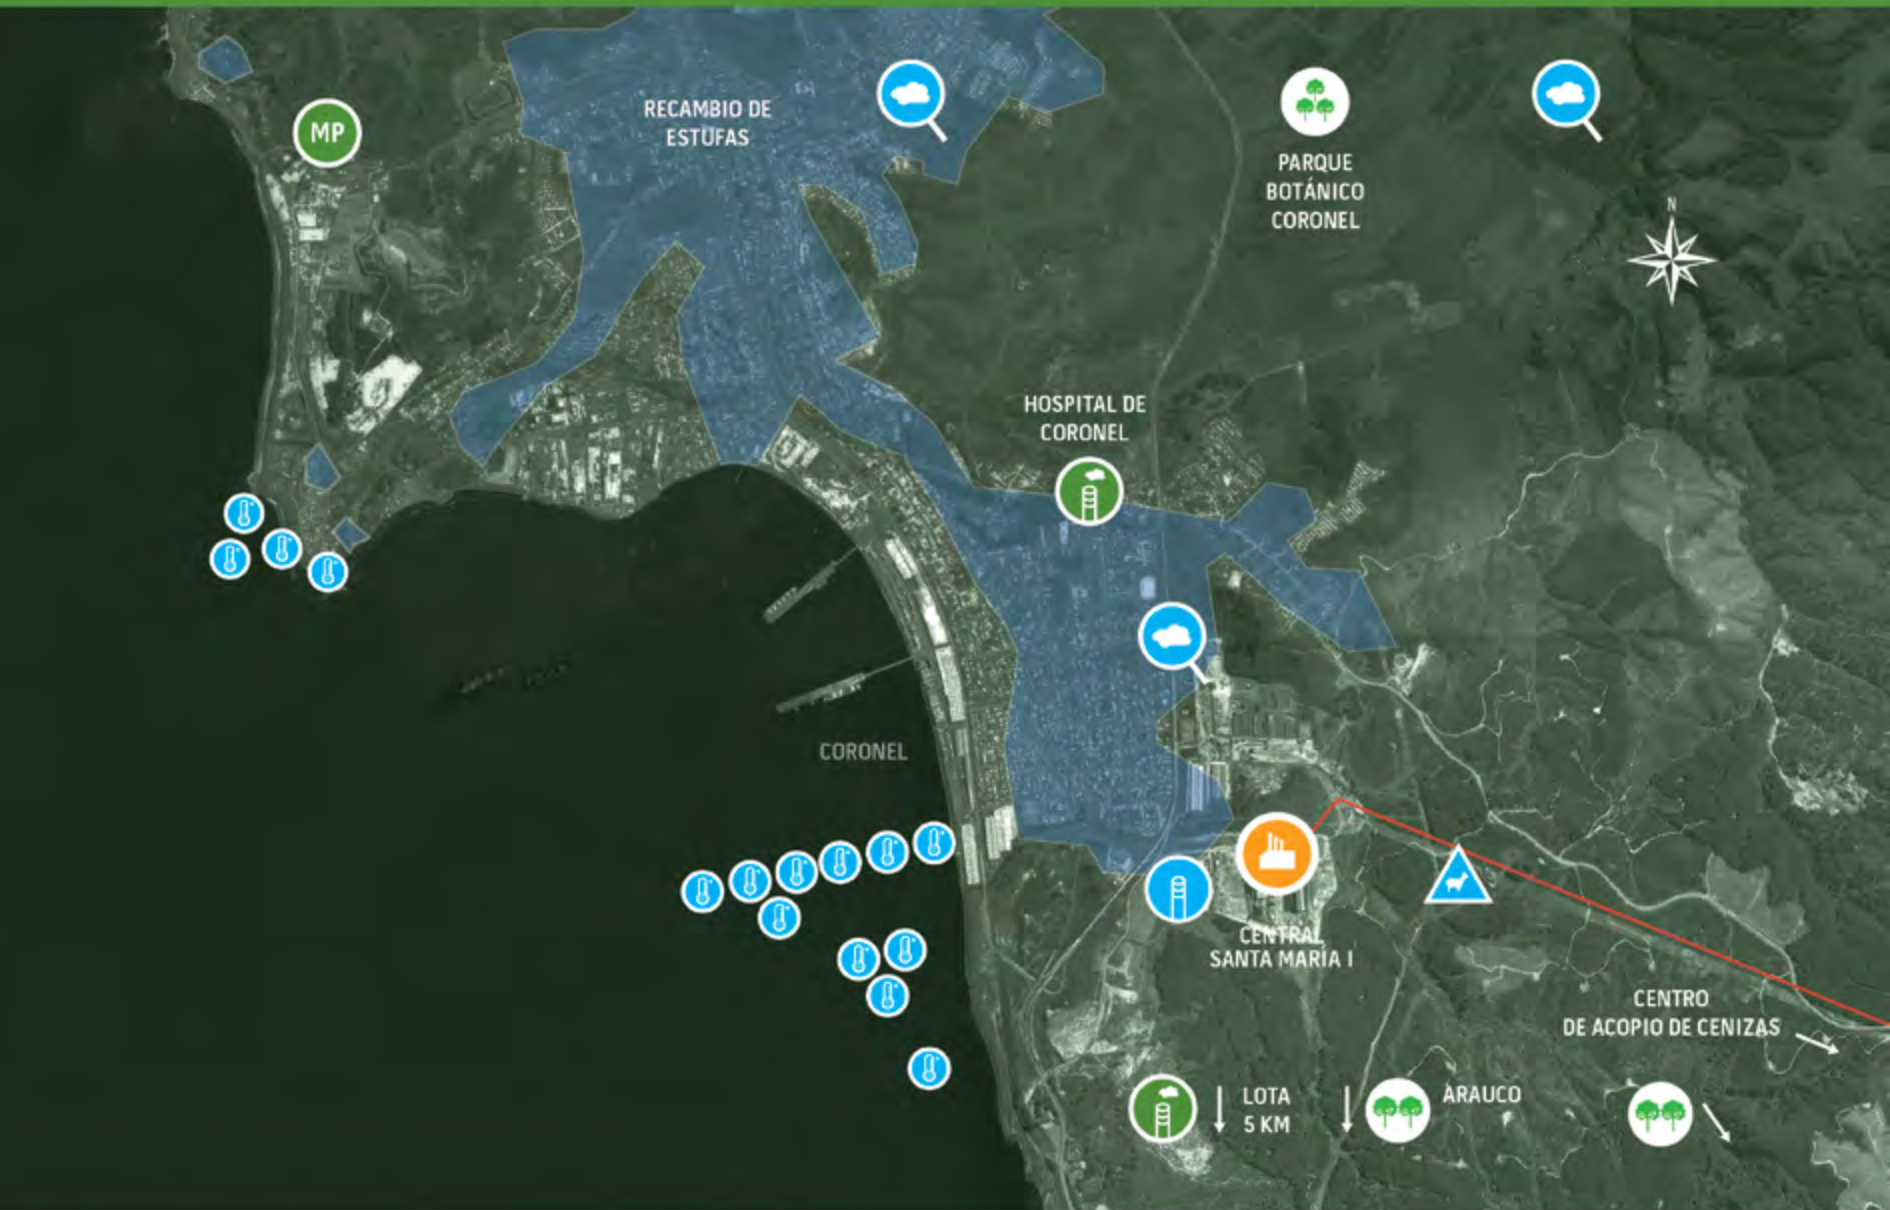 MP
RECAMBIO DE
ESTUFAS
PARQUE
BOTÁNICO
CORONEL
N
HOSPITAL DE
CORONEL
CORONEL
CENTRAL
SANTA MARÍA I
CENTRO
DE ACOPIO DE CENIZAS
LOTA
5 KM
ARAUCO